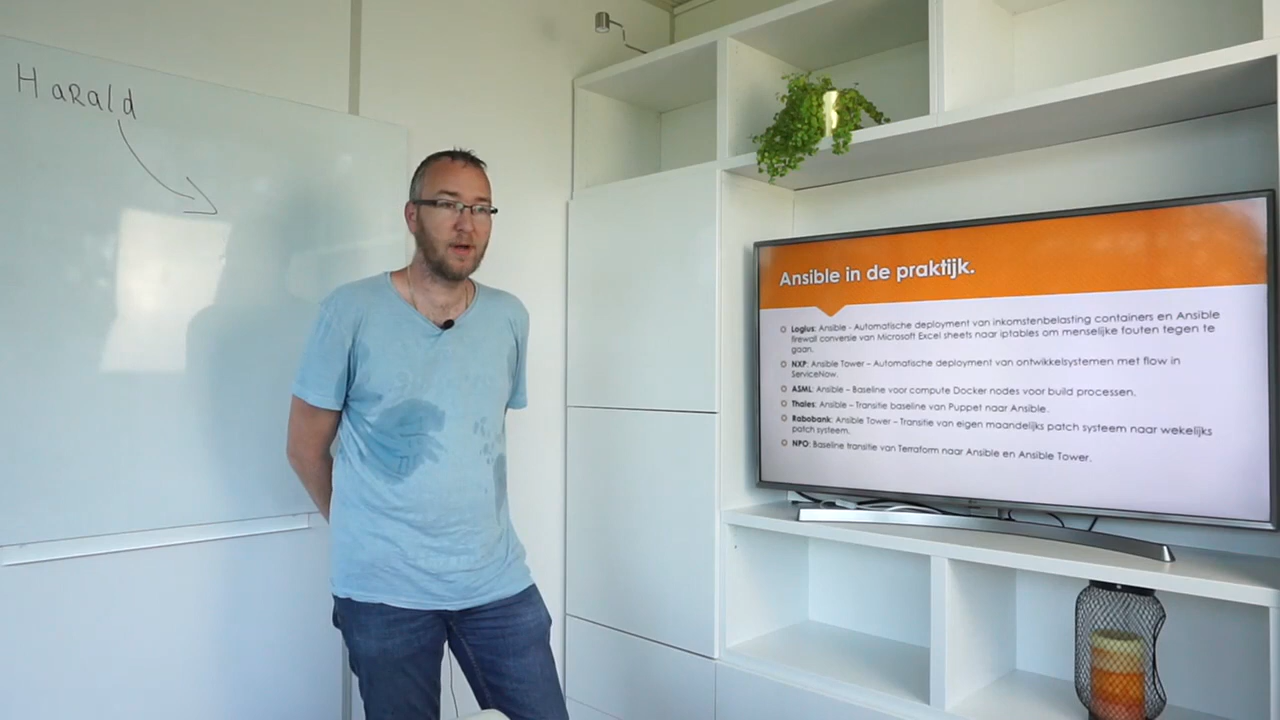 HaRald
Ansible in de praktijk.
Logius: Ansible - Automatische deployment van inkomstenbelasting containers en Ansible
firewall conversie van Microsoft Excel sheets naar iptables om menselijke fouten tegen te
gaan.
NXP: Ansible Tower – Automatische deployment van ontwikkelsystemen met flow in
ServiceNow.
ASML: Ansible – Baseline voor compute Docker nodes voor build processen.
Thales: Ansible – Transitie baseline van Puppet naar Ansible.
Rabobank: Ansible Tower – Transitie van eigen maandelijks patch systeem naar wekelijks
patch systeem.
NPO: Baseline transitie van Terraform naar Ansible en Ansible Tower.